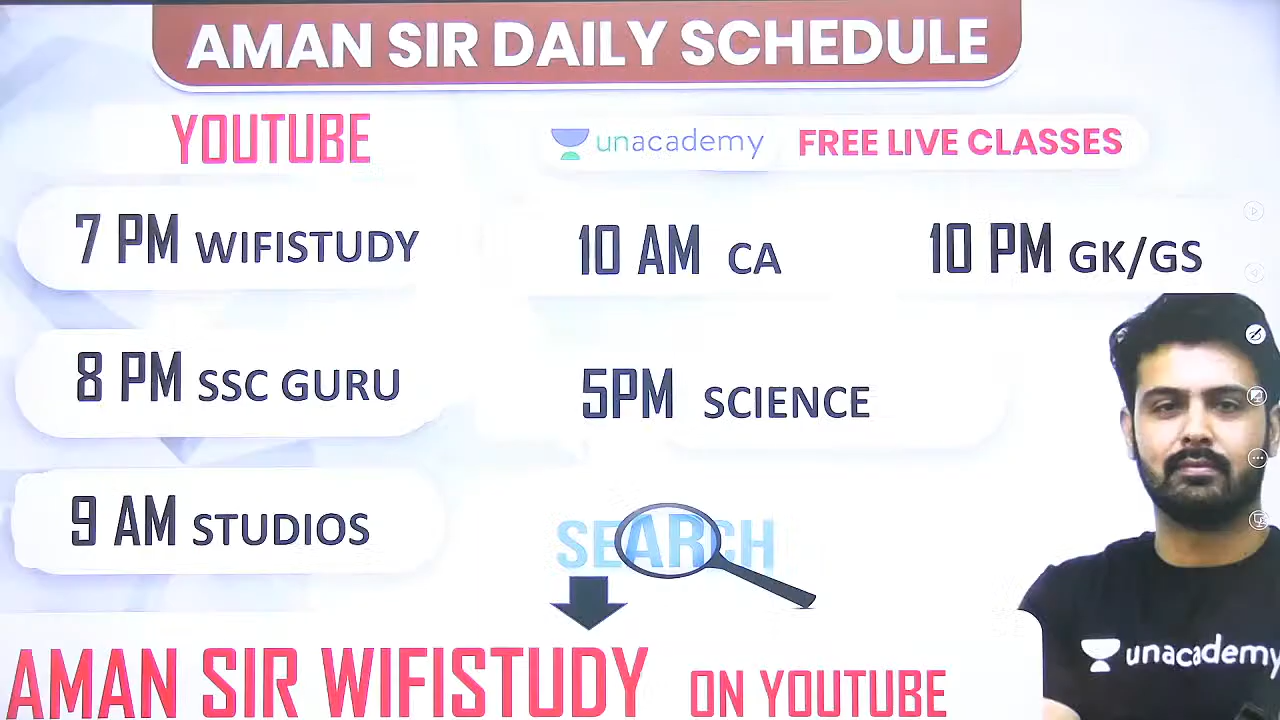 AMAN SIR DAILY SCHEDULE
YOUTUBE
unacademy FREE LIVE CLASSES
7 PM WIFISTUDY
10 AM CA
10 PM GK/GS
8 PM SSC GURU
5PM SCIENCE
9 AM STUDIOS
SEARCH
unacademy
AMAN SIR WIFISTUDY ON YOUTUBE